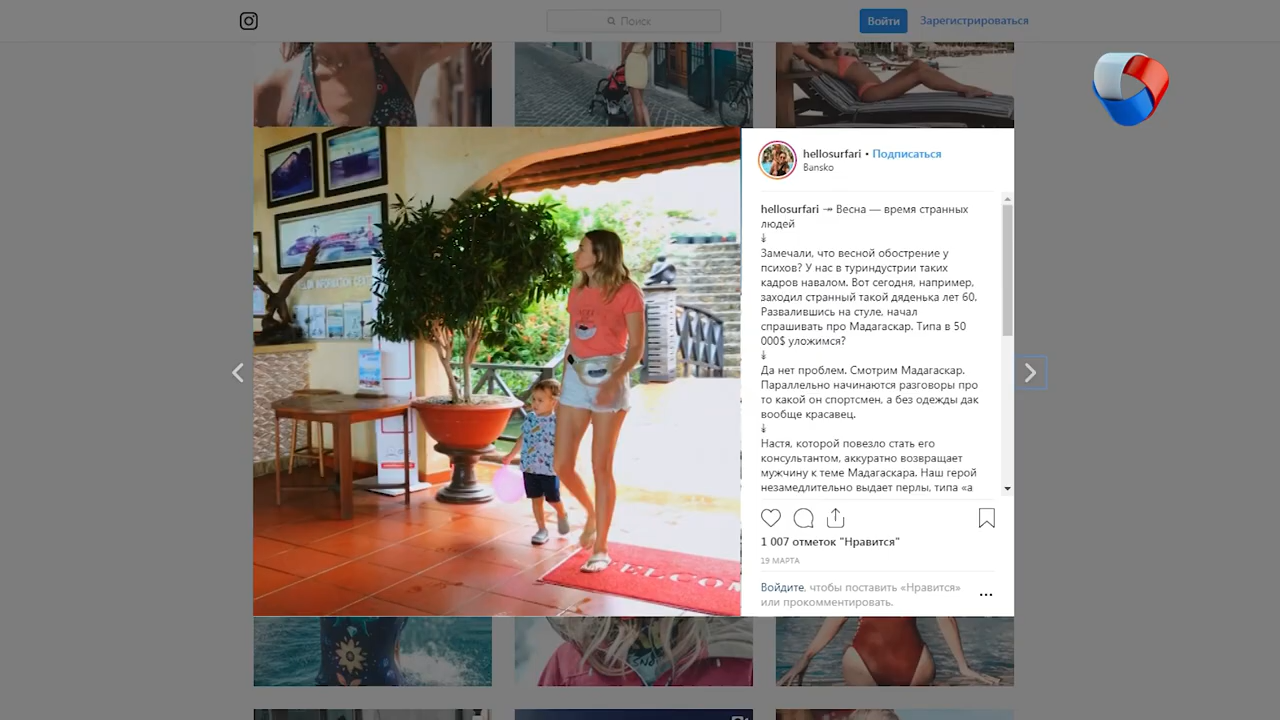 Поиск
Войти
Зарегистрироваться
hellosurfari • Подписаться
Bansko
hellosurfari ↠ Весна — время странных
людей
↡
Замечали, что весной обострение у
психов? У нас в туриндустрии таких
кадров навалом. Вот сегодня, например,
заходил странный такой дяденька лет 60.
Развалившись на стуле, начал
спрашивать про Мадагаскар. Типа в 50
000$ уложимся?
↡
Да нет проблем. Смотрим Мадагаскар.
Параллельно начинаются разговоры про
то какой он спортсмен, а без одежды дак
вообще красавец.
↡
Настя, которой повезло стать его
консультантом, аккуратно возвращает
мужчину к теме Мадагаскара. Наш герой
незамедлительно выдает перлы, типа «а
1 007 отметок "Нравится"
19 МАРТА
Войдите, чтобы поставить «Нравится»
или прокомментировать.
INFORMATION
WELCOM